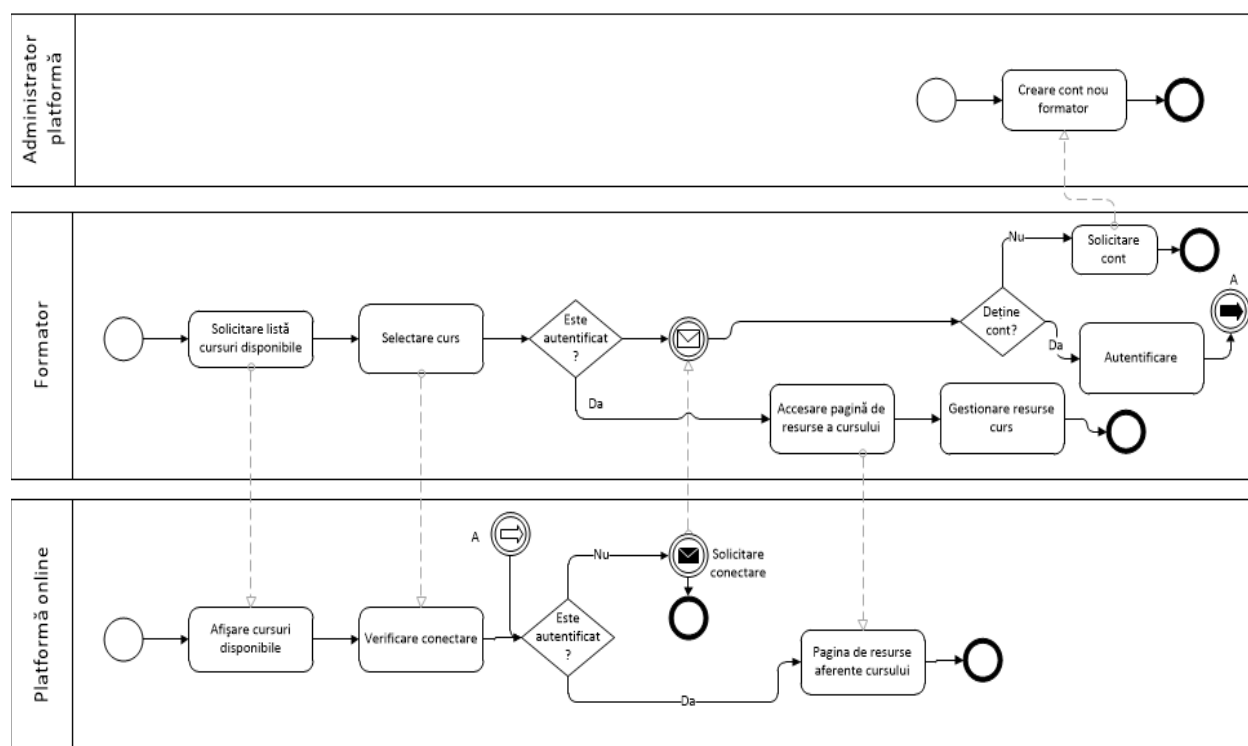 Administrator
platformă
Creare cont nou
formator
Formator
Solicitare listă
cursuri disponibile
Selectare curs
Este
autentificat
?
Da
Accesare pagină de
resurse a cursului
Gestionare resurse
curs
Deține
cont?
Nu
Solicitare
cont
Da
Autentificare
A
Platformă online
Afișare cursuri
disponibile
Verificare conectare
A
Este
autentificat
?
Nu
Solicitare
conectare
Da
Pagina de resurse
aferente cursului